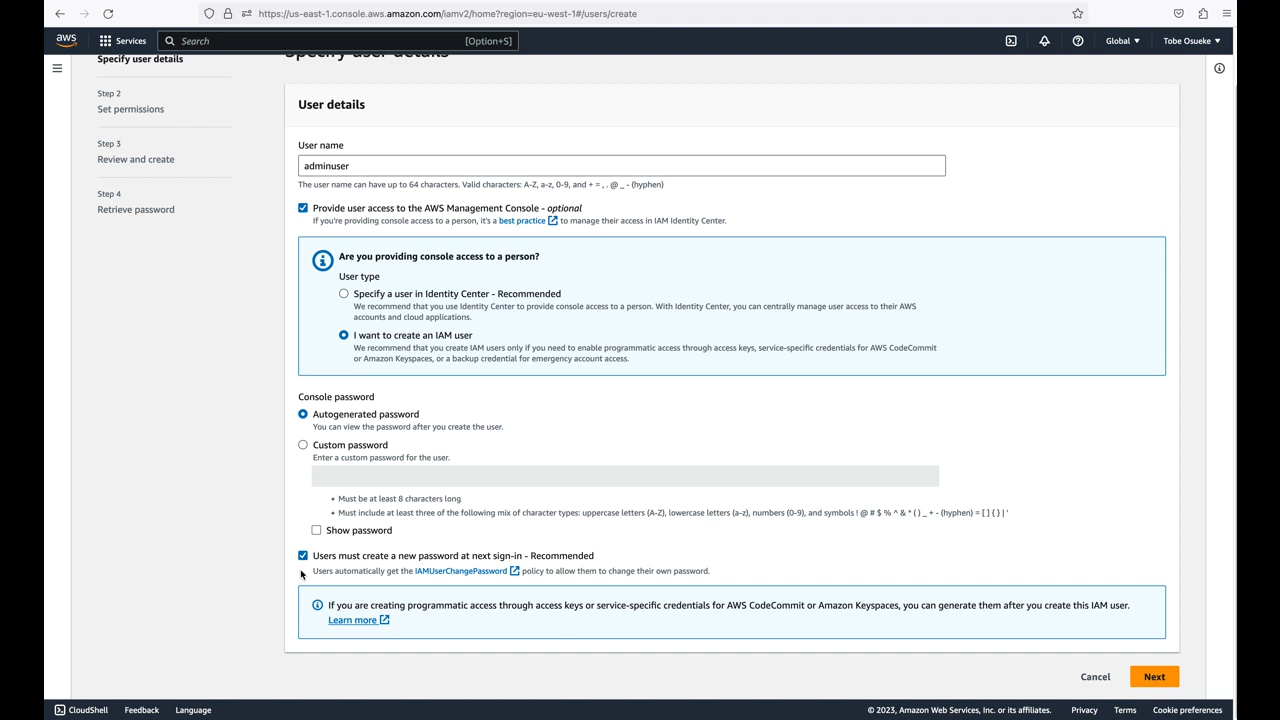 https://us-east-1.console.aws.amazon.com/iamv2/home?region=eu-west-1#/users/create
aws
Services
Search
[Option+S]
Global
Tobe Osueke
Specify user details
Step 2
Set permissions
Step 3
Review and create
Step 4
Retrieve password
Specify user details
User details
User name
adminuser
The user name can have up to 64 characters. Valid characters: A-Z, a-z, 0-9, and + = , . @ _ - (hyphen)
Provide user access to the AWS Management Console - optional
If you're providing console access to a person, it's a best practice to manage their access in IAM Identity Center.
Are you providing console access to a person?
User type
Specify a user in Identity Center - Recommended
We recommend that you use Identity Center to provide console access to a person. With Identity Center, you can centrally manage user access to their AWS
accounts and cloud applications.
I want to create an IAM user
We recommend that you create IAM users only if you need to enable programmatic access through access keys, service-specific credentials for AWS CodeCommit
or Amazon Keyspaces, or a backup credential for emergency account access.
Console password
Autogenerated password
You can view the password after you create the user.
Custom password
Enter a custom password for the user.
• Must be at least 8 characters long
• Must include at least three of the following mix of character types: uppercase letters (A-Z), lowercase letters (a-z), numbers (0-9), and symbols ! @ # $ % ^ & * ( ) _ + - (hyphen) = [ ] { } | '
Show password
Users must create a new password at next sign-in - Recommended
Users automatically get the IAMUserChangePassword policy to allow them to change their own password.
If you are creating programmatic access through access keys or service-specific credentials for AWS CodeCommit or Amazon Keyspaces, you can generate them after you create this IAM user.
Learn more
Cancel
Next
CloudShell
Feedback
Language
© 2023, Amazon Web Services, Inc. or its affiliates.
Privacy
Terms
Cookie preferences